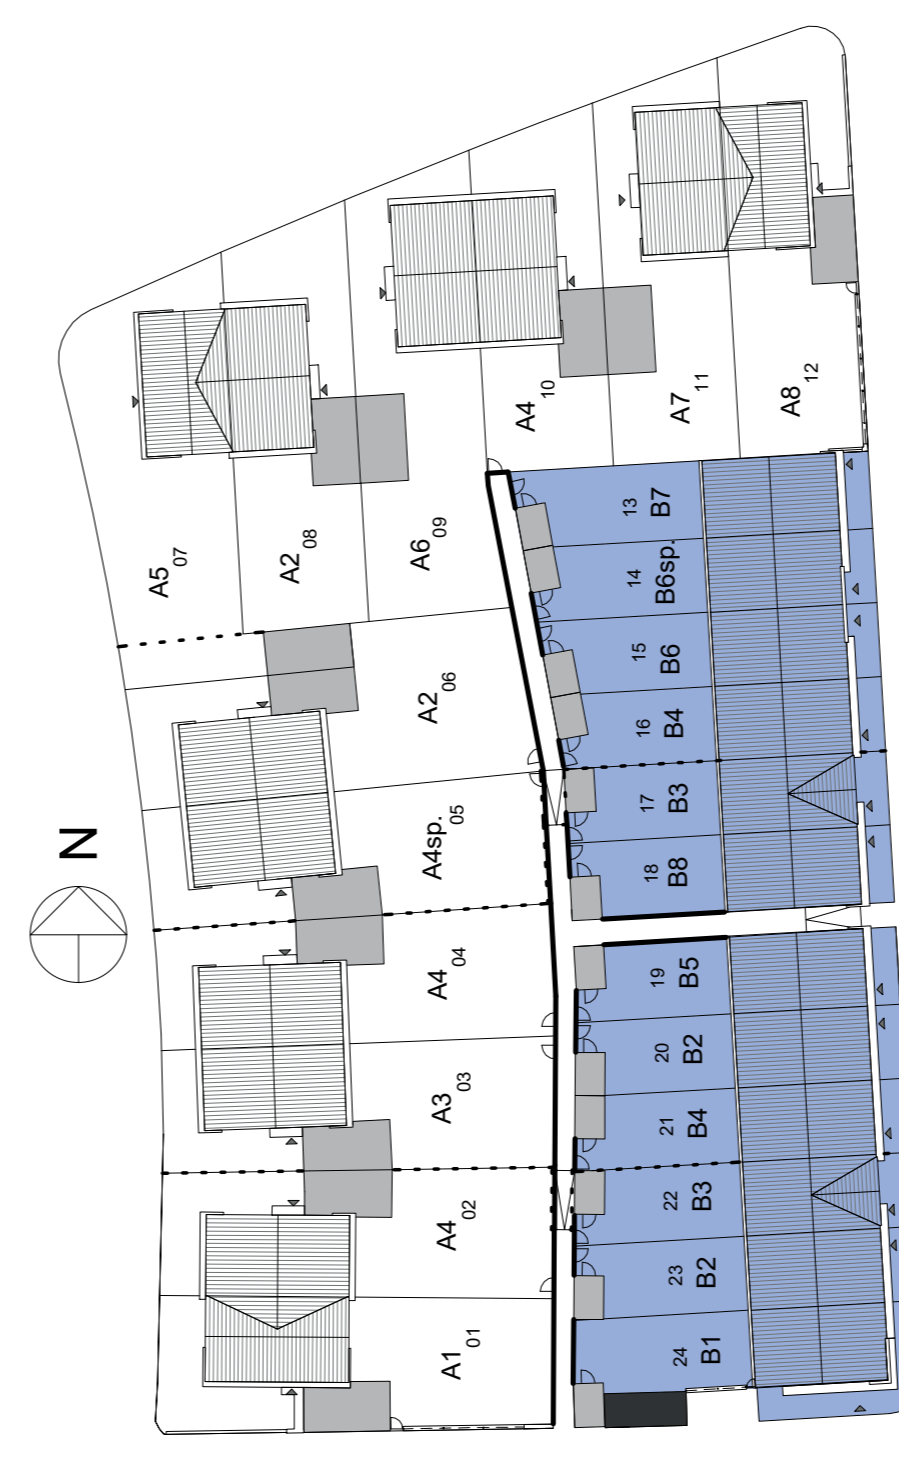 N
A1 01
A4 02
A3 03
A4 04
A4sp. 05
A2 06
A5 07
A2 08
A6 09
A4 10
A7 11
A8 12
13 B7
14 B6sp.
15 B6
16 B4
17 B3
18 B8
19 B5
20 B2
21 B4
22 B3
23 B2
24 B1